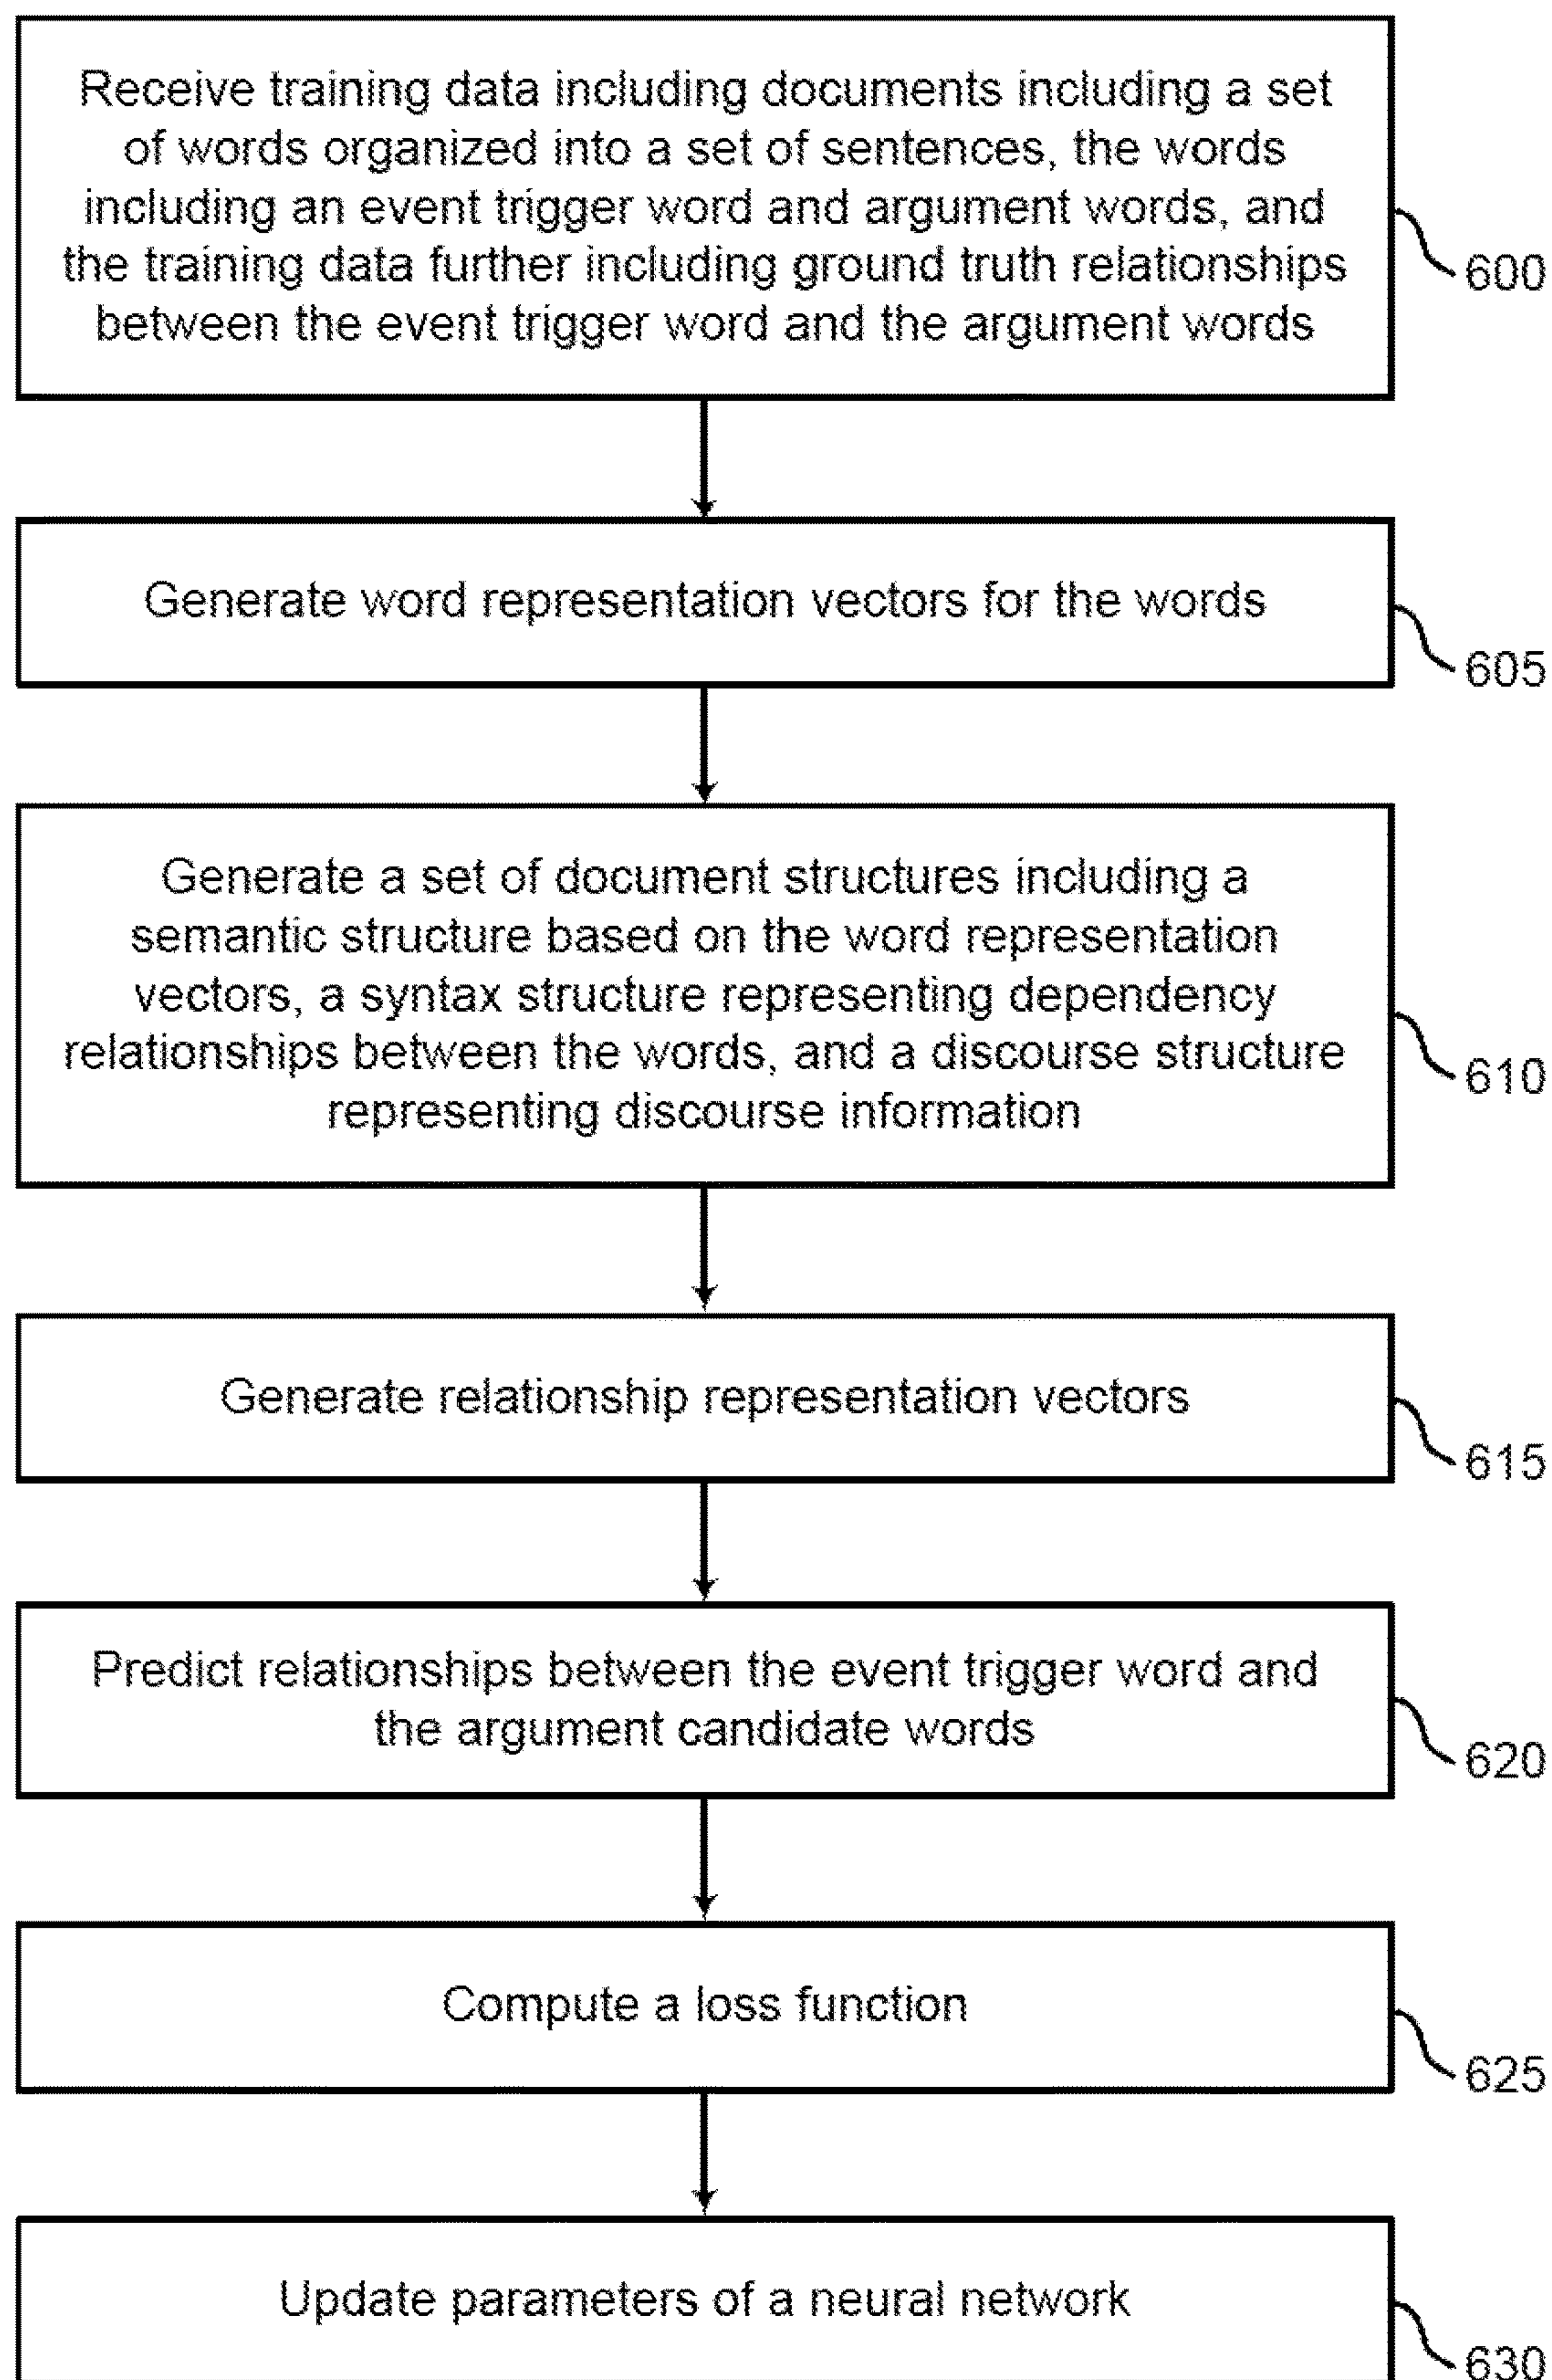 Receive training data including documents including a set
of words organized into a set of sentences, the words
including an event trigger word and argument words, and
the training data further including ground truth relationships
between the event trigger word and the argument words
600
Generate word representation vectors for the words
605
Generate a set of document structures including a
semantic structure based on the word representation
vectors, a syntax structure representing dependency
relationships between the words, and a discourse structure
representing discourse information
610
Generate relationship representation vectors
615
Predict relationships between the event trigger word and
the argument candidate words
620
Compute a loss function
625
Update parameters of a neural network
630